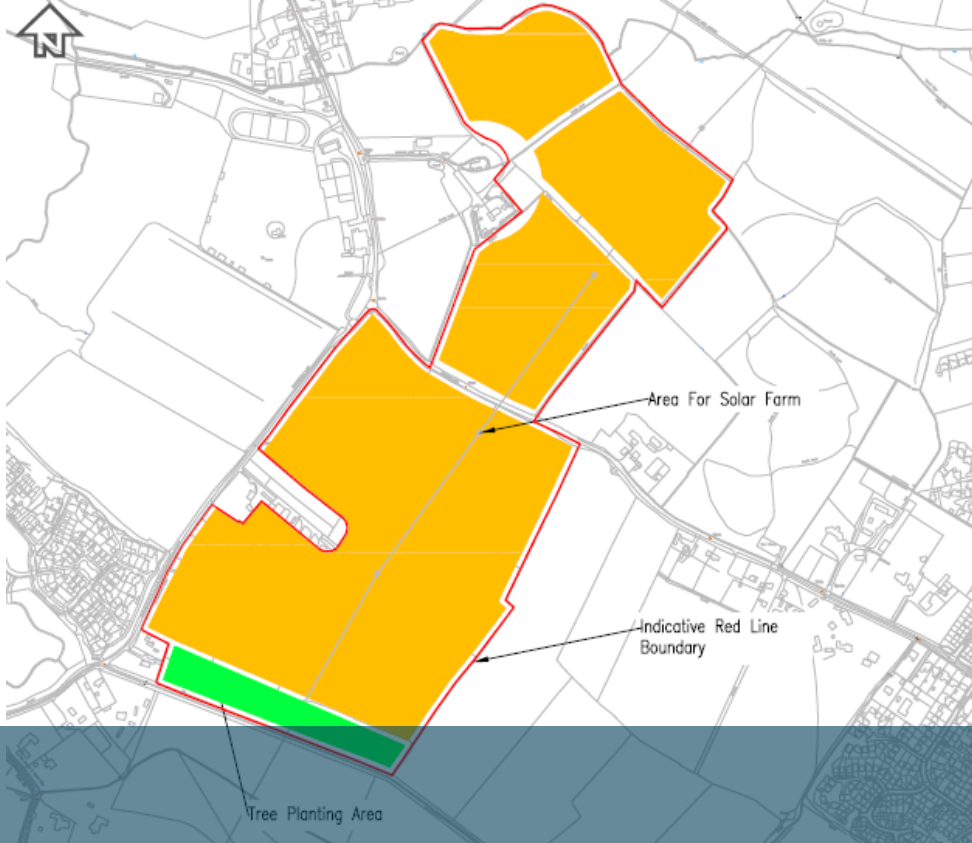 N
Area For Solar Farm
Indicative Red Line
Boundary
Tree Planting Area